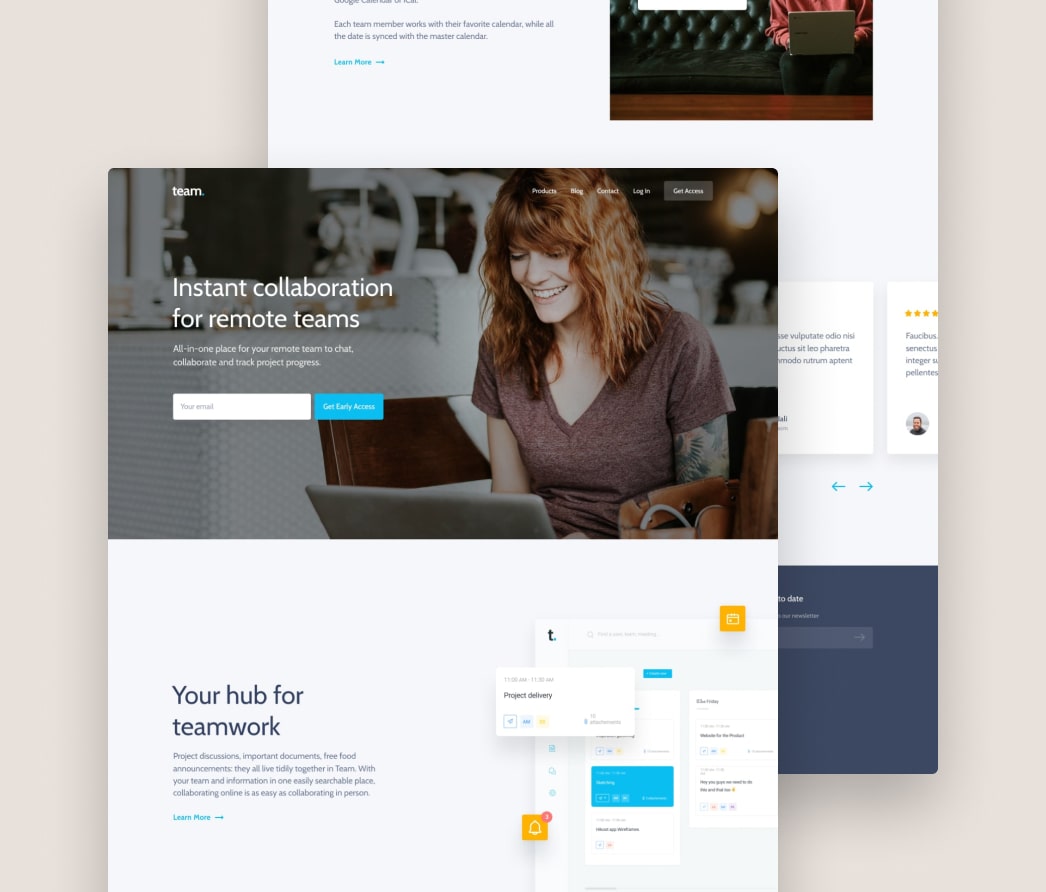 Google Calendar or iCal.
Each team member works with their favorite calendar, while all
the date is synced with the master calendar.
Learn More
team.
Products Blog Contact Log In Get Access
Instant collaboration
for remote teams
All-in-one place for your remote team to chat,
collaborate and track project progress.
Your email Get Early Access
sse vulputate odio nisi
uctus sit leo pharetra
mmodo rutrum aptent
Faucibus.
senectus
integer su
pellentes
to date
s our newsletter
Your hub for
teamwork
Project discussions, important documents, free food
announcements: they all live tidily together in Team. With
your team and information in one easily searchable place,
collaborating online is as easy as collaborating in person.
Learn More
t.
Find a post, team, meeting...
11:00 AM - 11:30 AM
Project delivery
AM
10
attachements
Friday
Website for the Product
Sketching
Hey you guys we need to do
this and that too
Hitcost app Wireframes
3